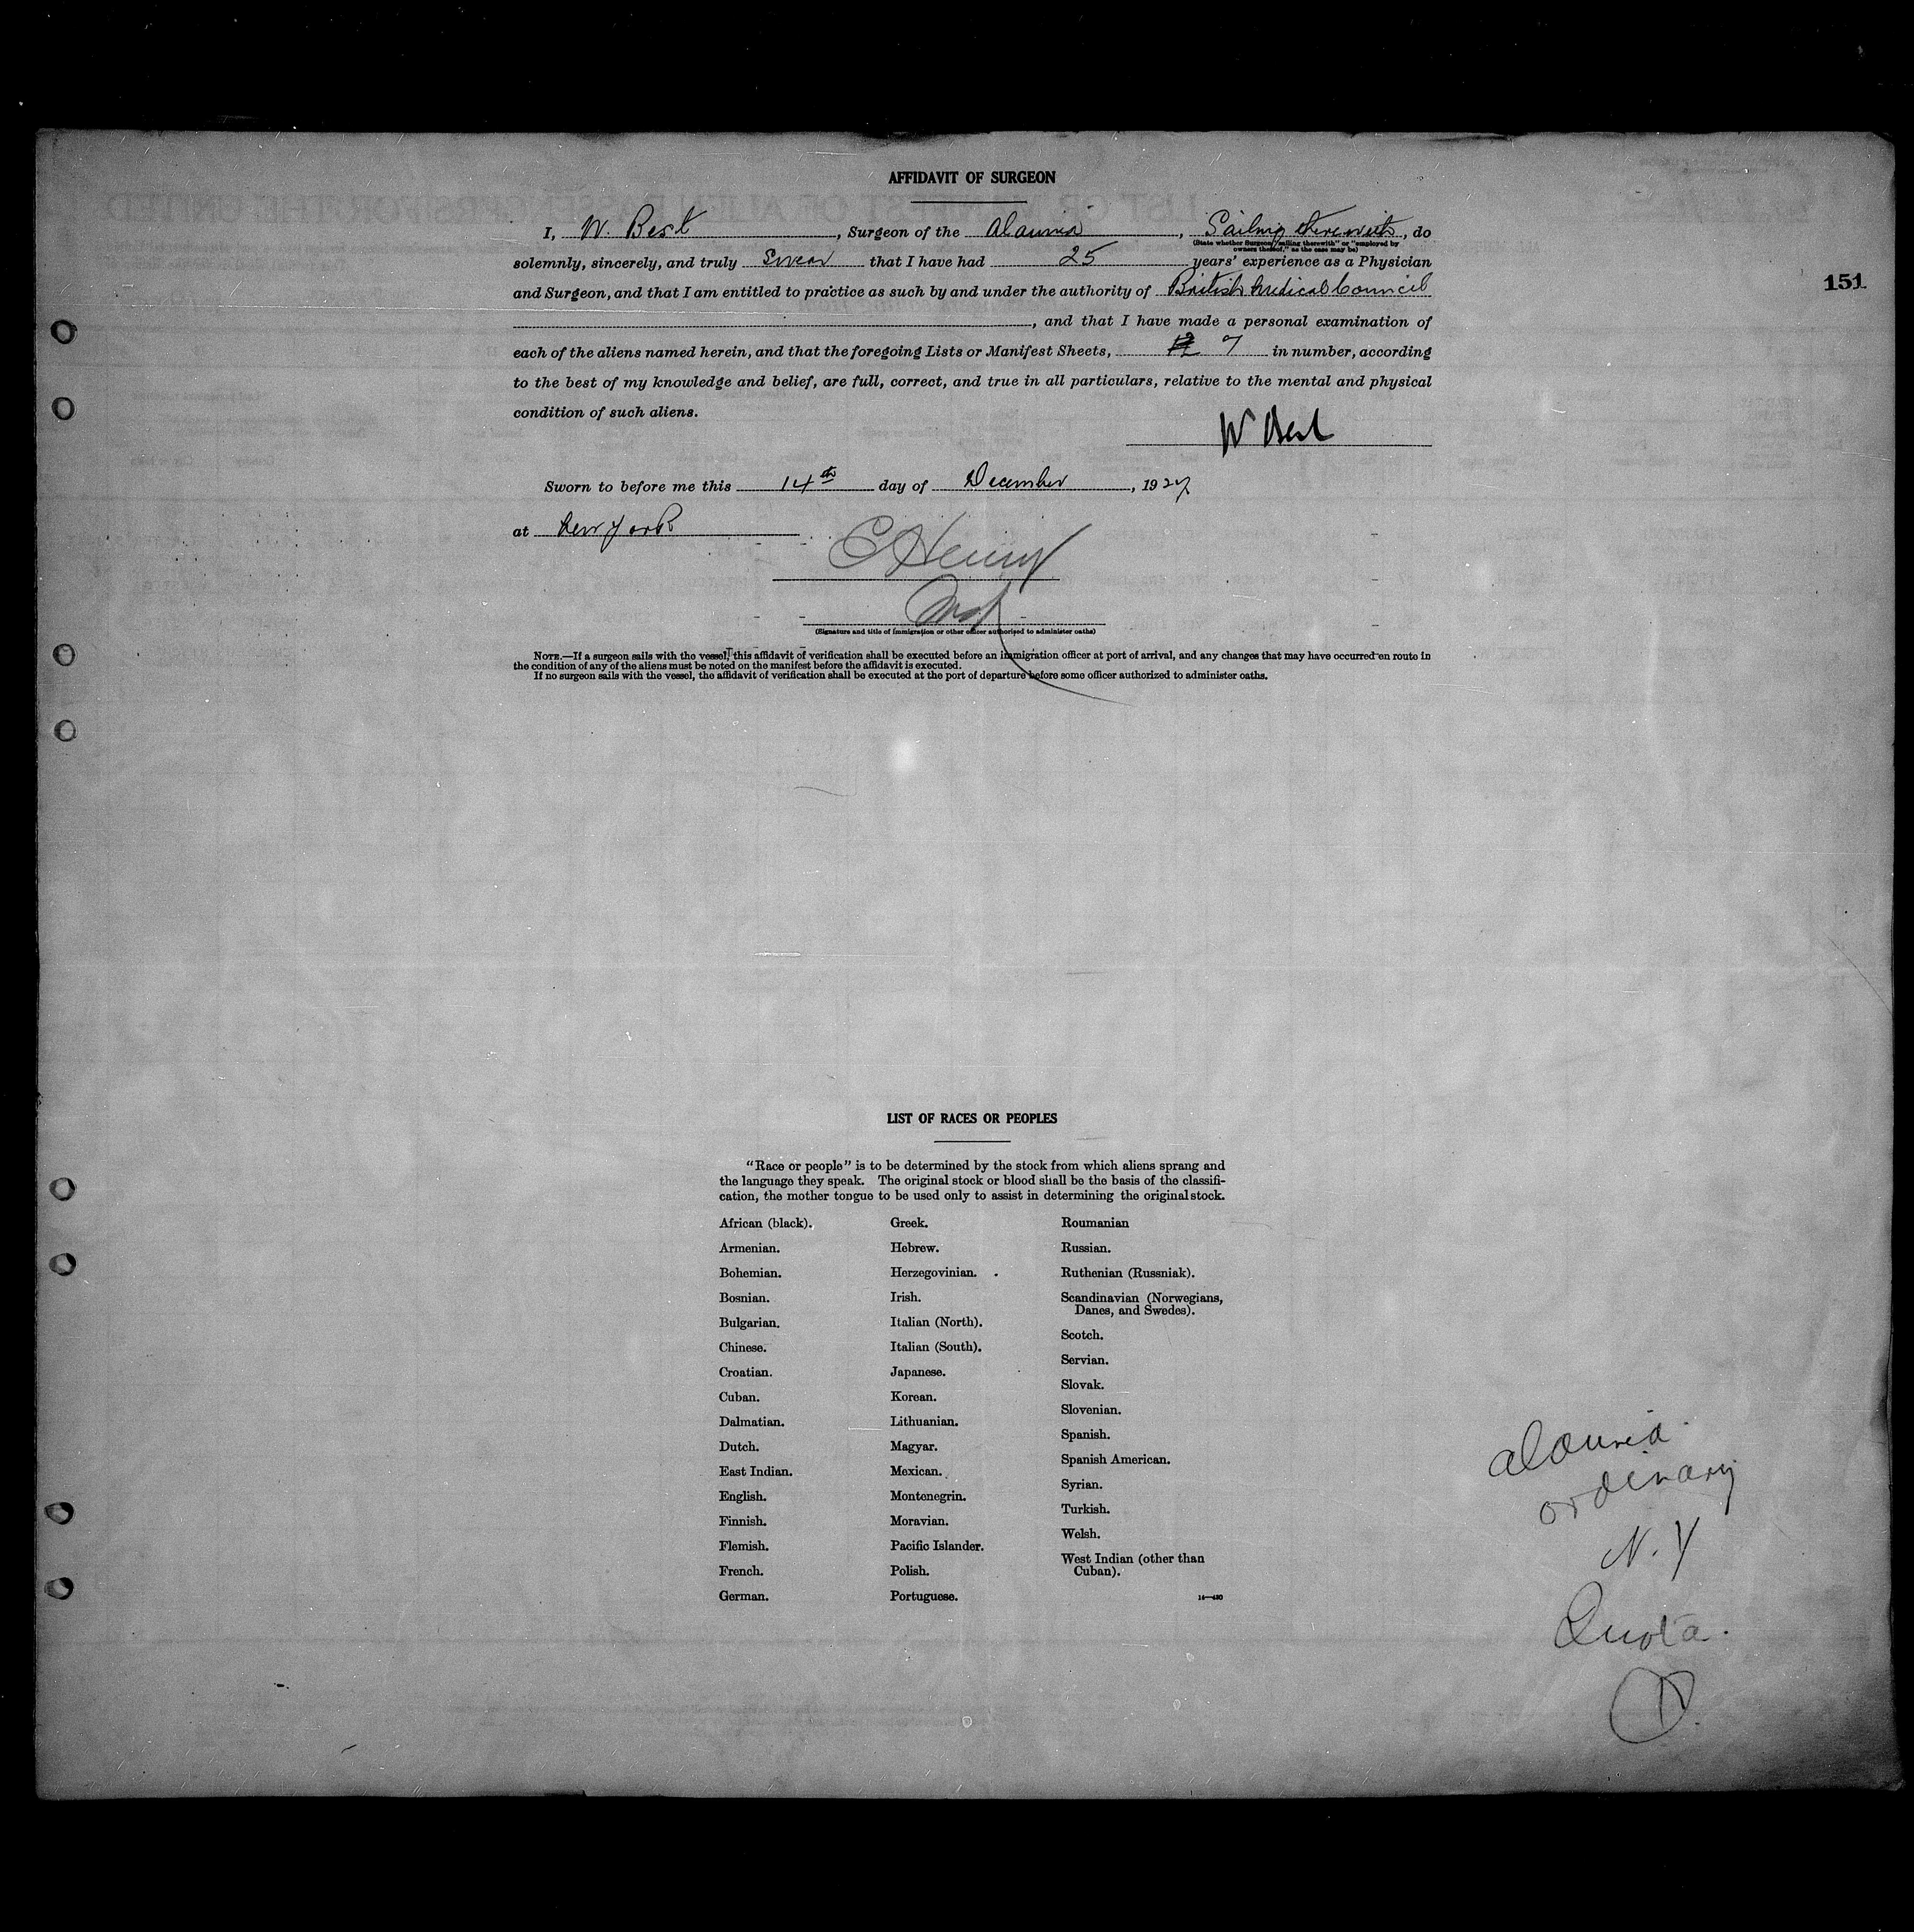 AFFIDAVIT OF SURGEON
I, W. Best, Surgeon of the Alaunia, Sailing therewith, do
(State whether Surgeon "sailing therewith" or "employed by
owners thereof," as the case may be)
solemnly, sincerely, and truly Swear that I have had 25 years' experience as a Physician
151
and Surgeon, and that I am entitled to practice as such by and under the authority of British Medical Council
, and that I have made a personal examination of
each of the aliens named herein, and that the foregoing Lists or Manifest Sheets, 7 in number, according
to the best of my knowledge and belief, are full, correct, and true in all particulars, relative to the mental and physical
condition of such aliens.
W Best
Sworn to before me this 14th day of December, 1927
at New York
C Henry
Insp
(Signature and title of immigration or other officer authorized to administer oaths)
NOTE.—If a surgeon sails with the vessel, this affidavit of verification shall be executed before an immigration officer at port of arrival, and any changes that may have occurred en route in
the condition of any of the aliens must be noted on the manifest before the affidavit is executed.
If no surgeon sails with the vessel, the affidavit of verification shall be executed at the port of departure before some officer authorized to administer oaths.
LIST OF RACES OR PEOPLES
"Race or people" is to be determined by the stock from which aliens sprang and
the language they speak. The original stock or blood shall be the basis of the classifi-
cation, the mother tongue to be used only to assist in determining the original stock.
African (black).
Armenian.
Bohemian.
Bosnian.
Bulgarian.
Chinese.
Croatian.
Cuban.
Dalmatian.
Dutch.
East Indian.
English.
Finnish.
Flemish.
French.
German.
Greek.
Hebrew.
Herzegovinian.
Irish.
Italian (North).
Italian (South).
Japanese.
Korean.
Lithuanian.
Magyar.
Mexican.
Montenegrin.
Moravian.
Pacific Islander.
Polish.
Portuguese.
Roumanian
Russian.
Ruthenian (Russniak).
Scandinavian (Norwegians,
Danes, and Swedes).
Scotch.
Servian.
Slovak.
Slovenian.
Spanish.
Spanish American.
Syrian.
Turkish.
Welsh.
West Indian (other than
Cuban).
Alaunia
ordinary
N.Y
Quota.